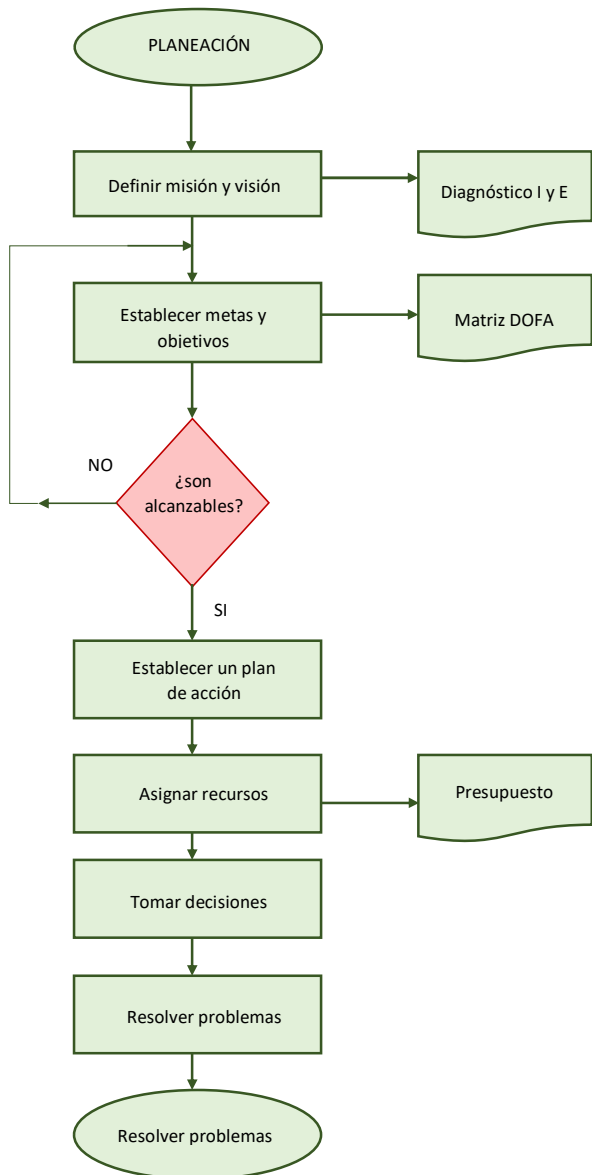 PLANEACIÓN
Definir misión y visión
Diagnóstico I y E
Establecer metas y
objetivos
Matriz DOFA
¿son
alcanzables?
NO
SI
Establecer un plan
de acción
Asignar recursos
Presupuesto
Tomar decisiones
Resolver problemas
Resolver problemas